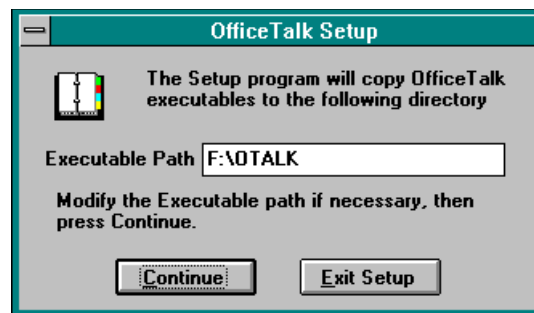 OfficeTalk Setup
The Setup program will copy OfficeTalk
executables to the following directory
Executable Path F:\OTALK
Modify the Executable path if necessary, then
press Continue.
Continue Exit Setup